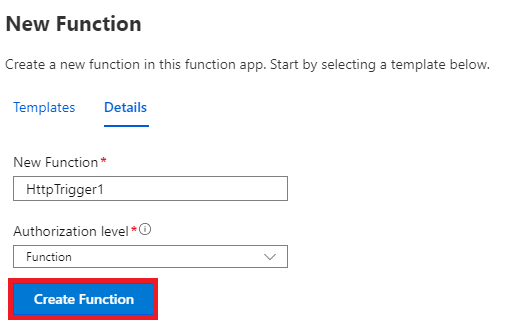 New Function
Create a new function in this function app. Start by selecting a template below.
Templates Details
New Function*
HttpTrigger1
Authorization level*
Function
Create Function